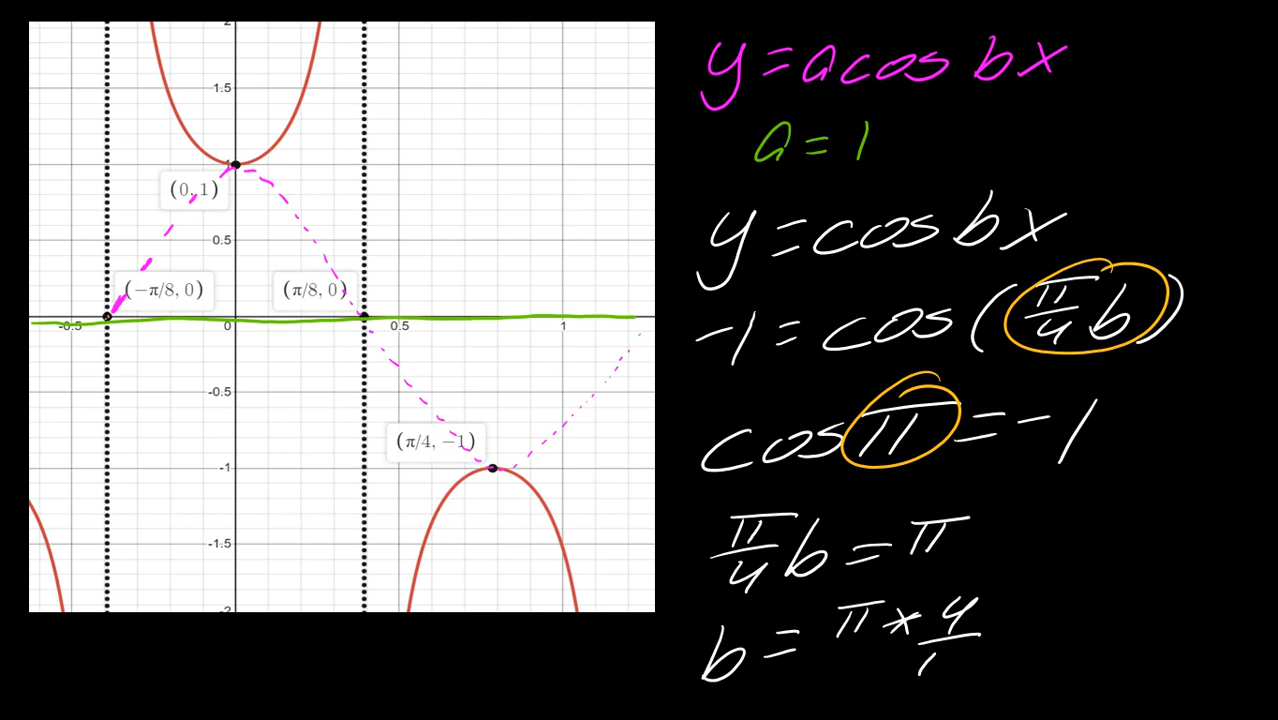 2
1.5
1
(0, 1)
0.5
(−π/8, 0)
(π/8, 0)
-0.5
0
0.5
1
-0.5
(π/4, −1)
-1
-1.5
-2
y = a cos bx
a = 1
y = cos bx
-1 = cos (π/4 b)
cos π = -1
π/4 b = π
b = π × 4/